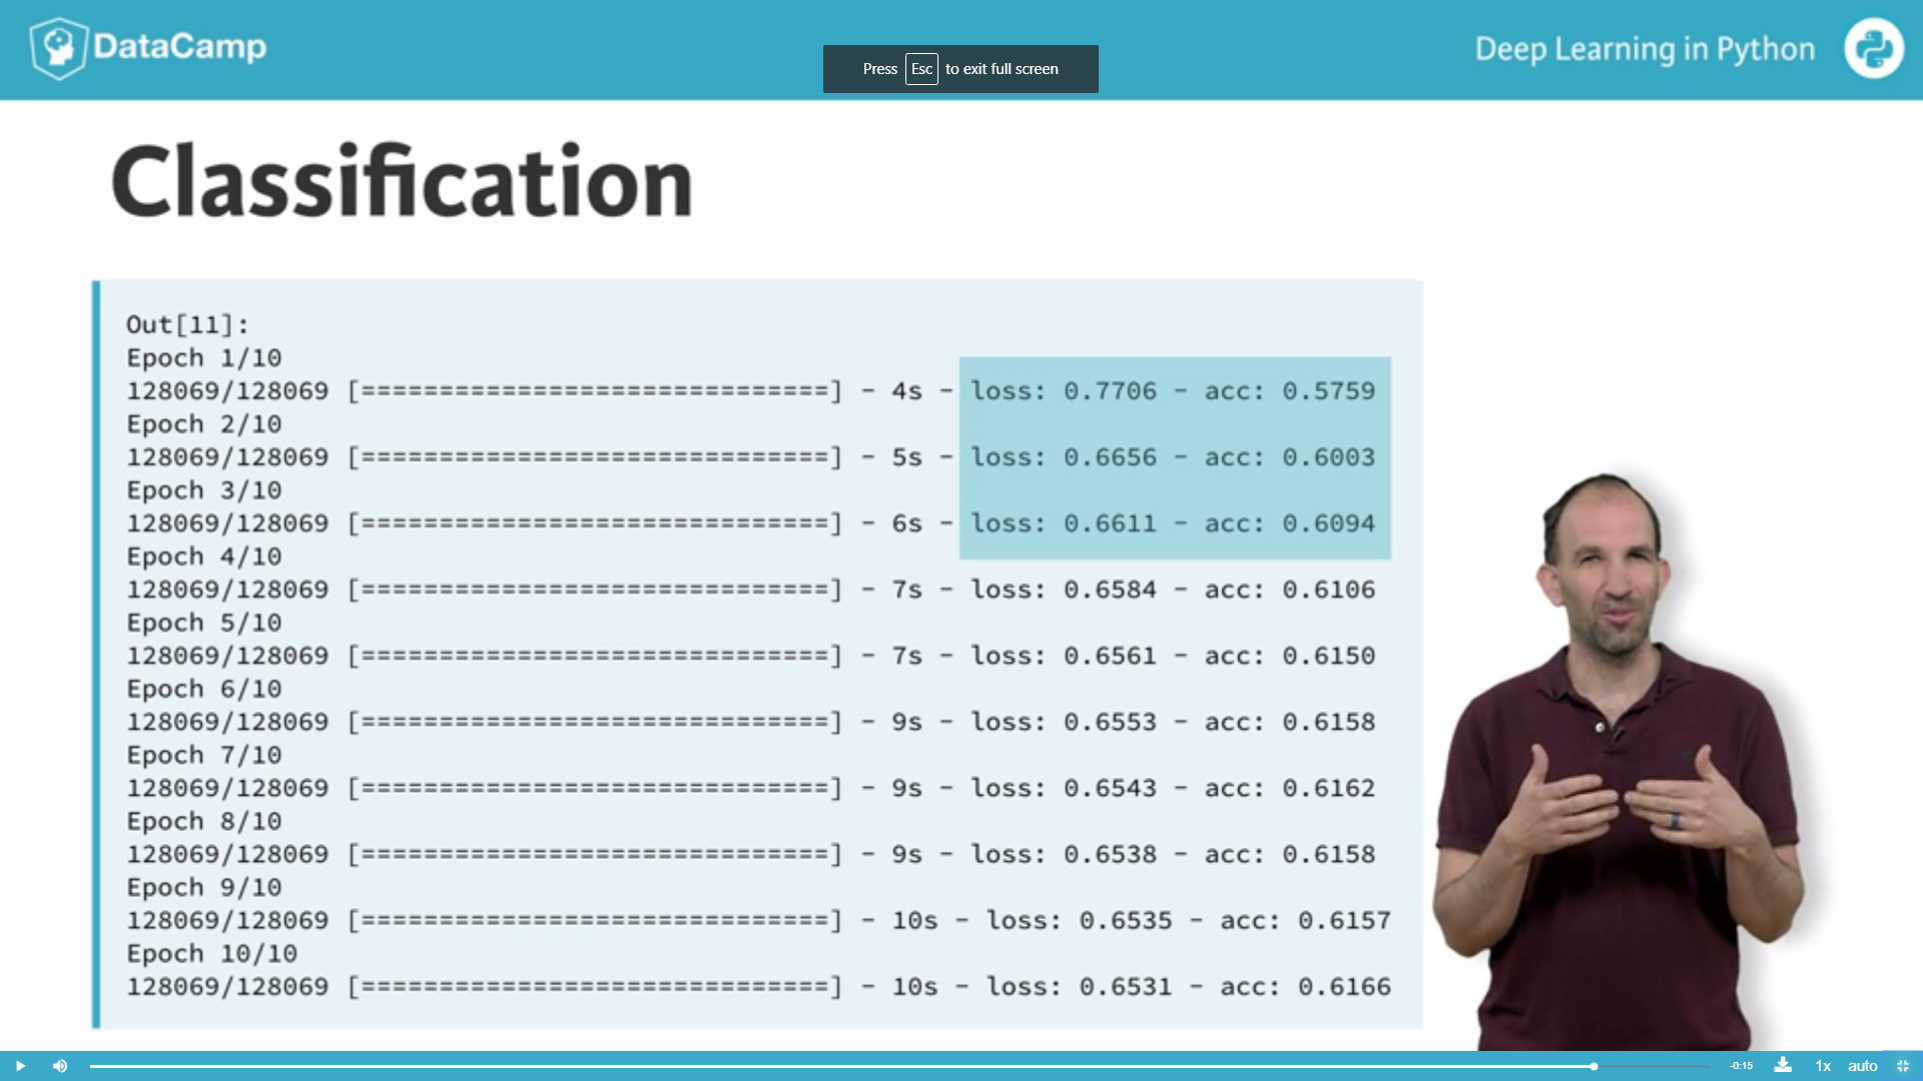 DataCamp
Press Esc to exit full screen
Deep Learning in Python
Classification
Out[11]:
Epoch 1/10
128069/128069 [==============================] - 4s - loss: 0.7706 - acc: 0.5759
Epoch 2/10
128069/128069 [==============================] - 5s - loss: 0.6656 - acc: 0.6003
Epoch 3/10
128069/128069 [==============================] - 6s - loss: 0.6611 - acc: 0.6094
Epoch 4/10
128069/128069 [==============================] - 7s - loss: 0.6584 - acc: 0.6106
Epoch 5/10
128069/128069 [==============================] - 7s - loss: 0.6561 - acc: 0.6150
Epoch 6/10
128069/128069 [==============================] - 9s - loss: 0.6553 - acc: 0.6158
Epoch 7/10
128069/128069 [==============================] - 9s - loss: 0.6543 - acc: 0.6162
Epoch 8/10
128069/128069 [==============================] - 9s - loss: 0.6538 - acc: 0.6158
Epoch 9/10
128069/128069 [==============================] - 10s - loss: 0.6535 - acc: 0.6157
Epoch 10/10
128069/128069 [==============================] - 10s - loss: 0.6531 - acc: 0.6166
-0:15
1x
auto